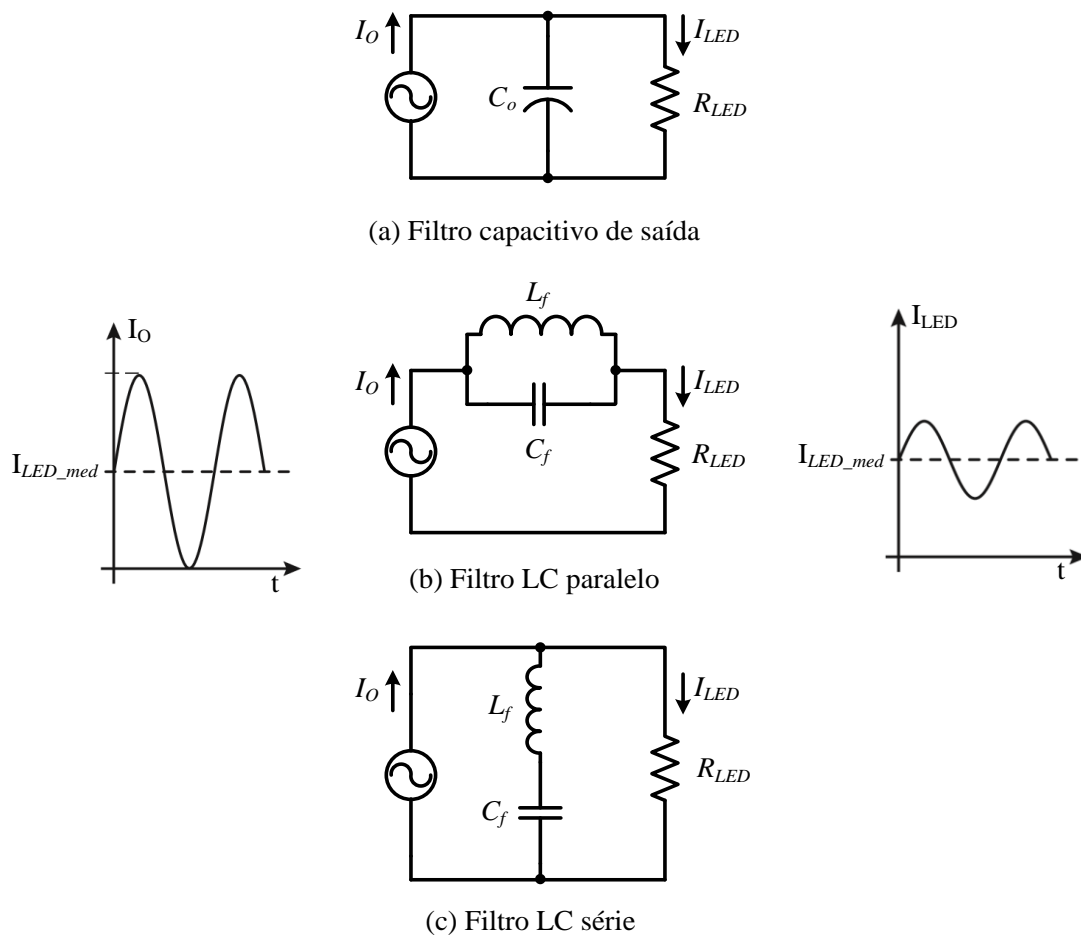 I_O
I_LED
C_o
R_LED
(a) Filtro capacitivo de saída
I_O
I_LED_med
t
L_f
I_O
I_LED
C_f
R_LED
(b) Filtro LC paralelo
I_LED
I_LED_med
t
I_O
I_LED
L_f
R_LED
C_f
(c) Filtro LC série